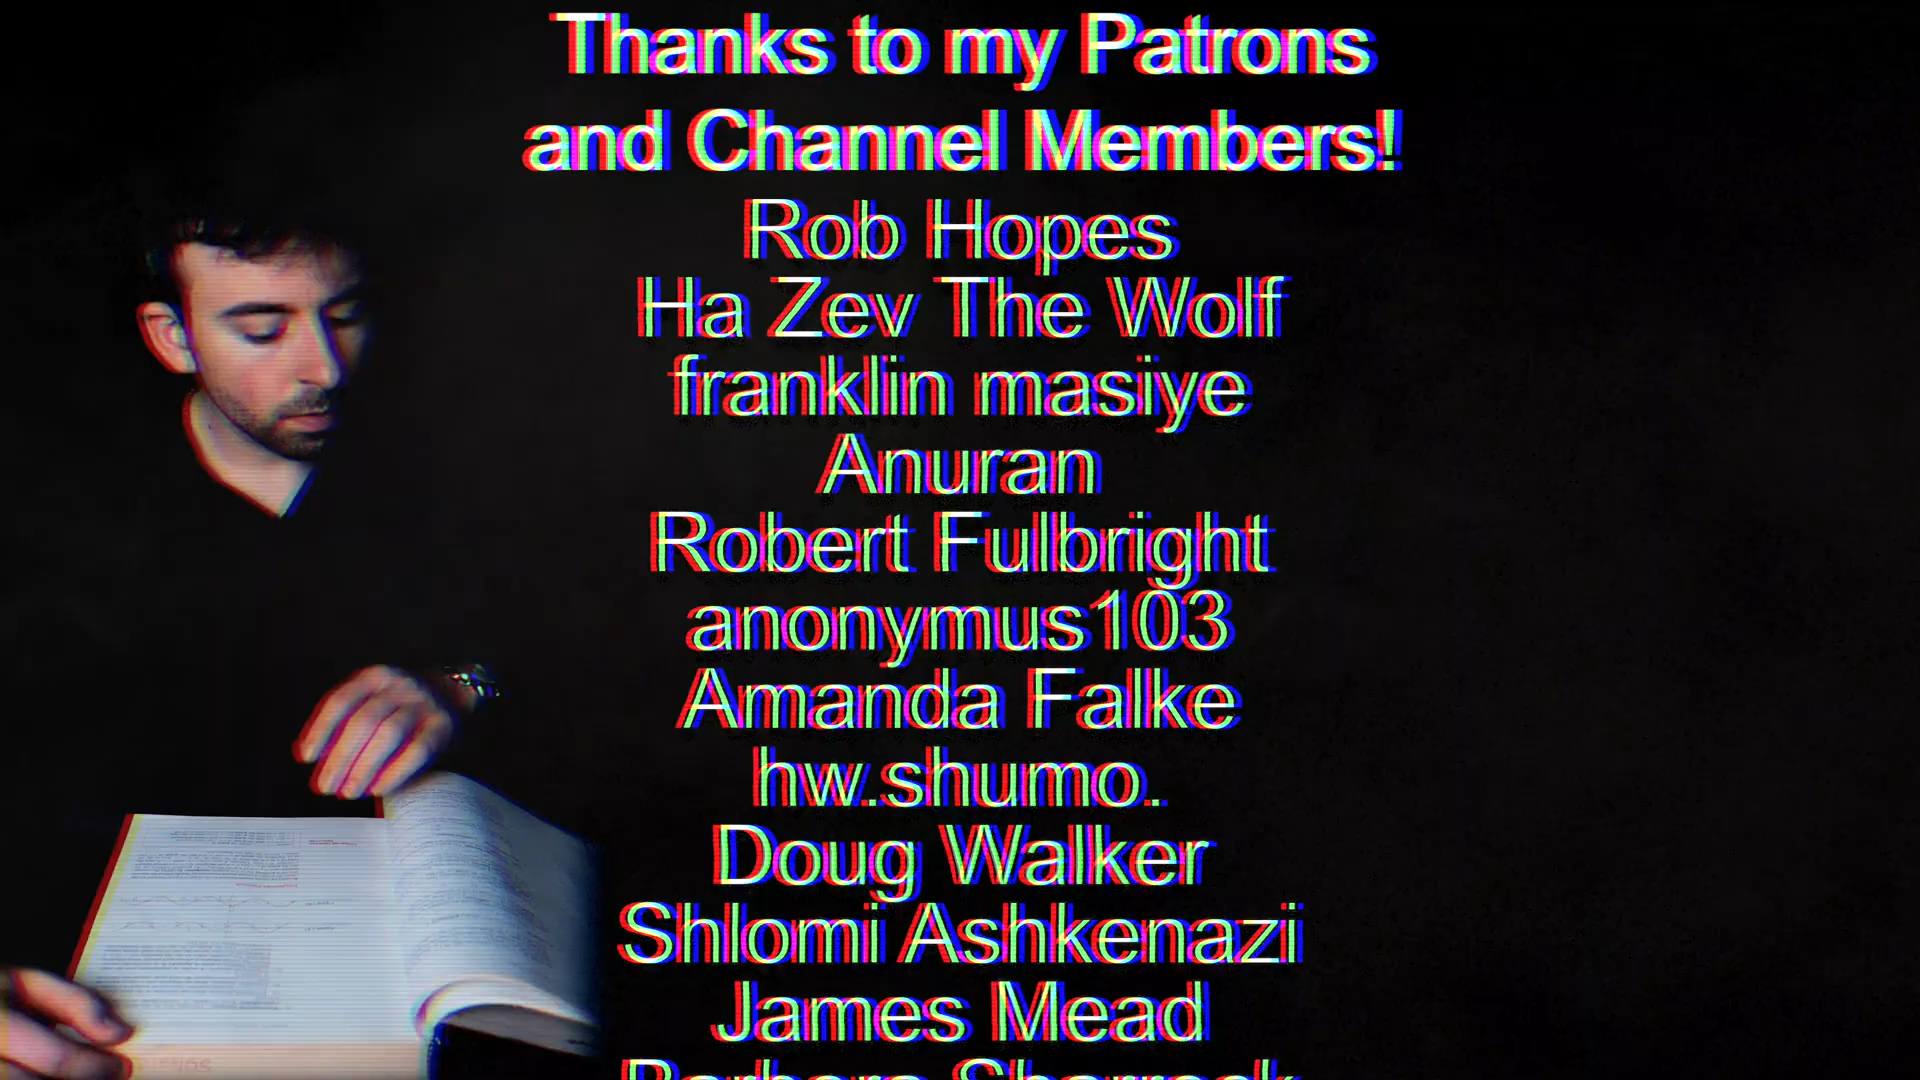 Thanks to my Patrons
and Channel Members!
Rob Hopes
Ha Zev The Wolf
franklin masiye
Anuran
Robert Fulbright
anonymus103
Amanda Falke
hw.shumo.
Doug Walker
Shlomi Ashkenazi
James Mead
Barbara